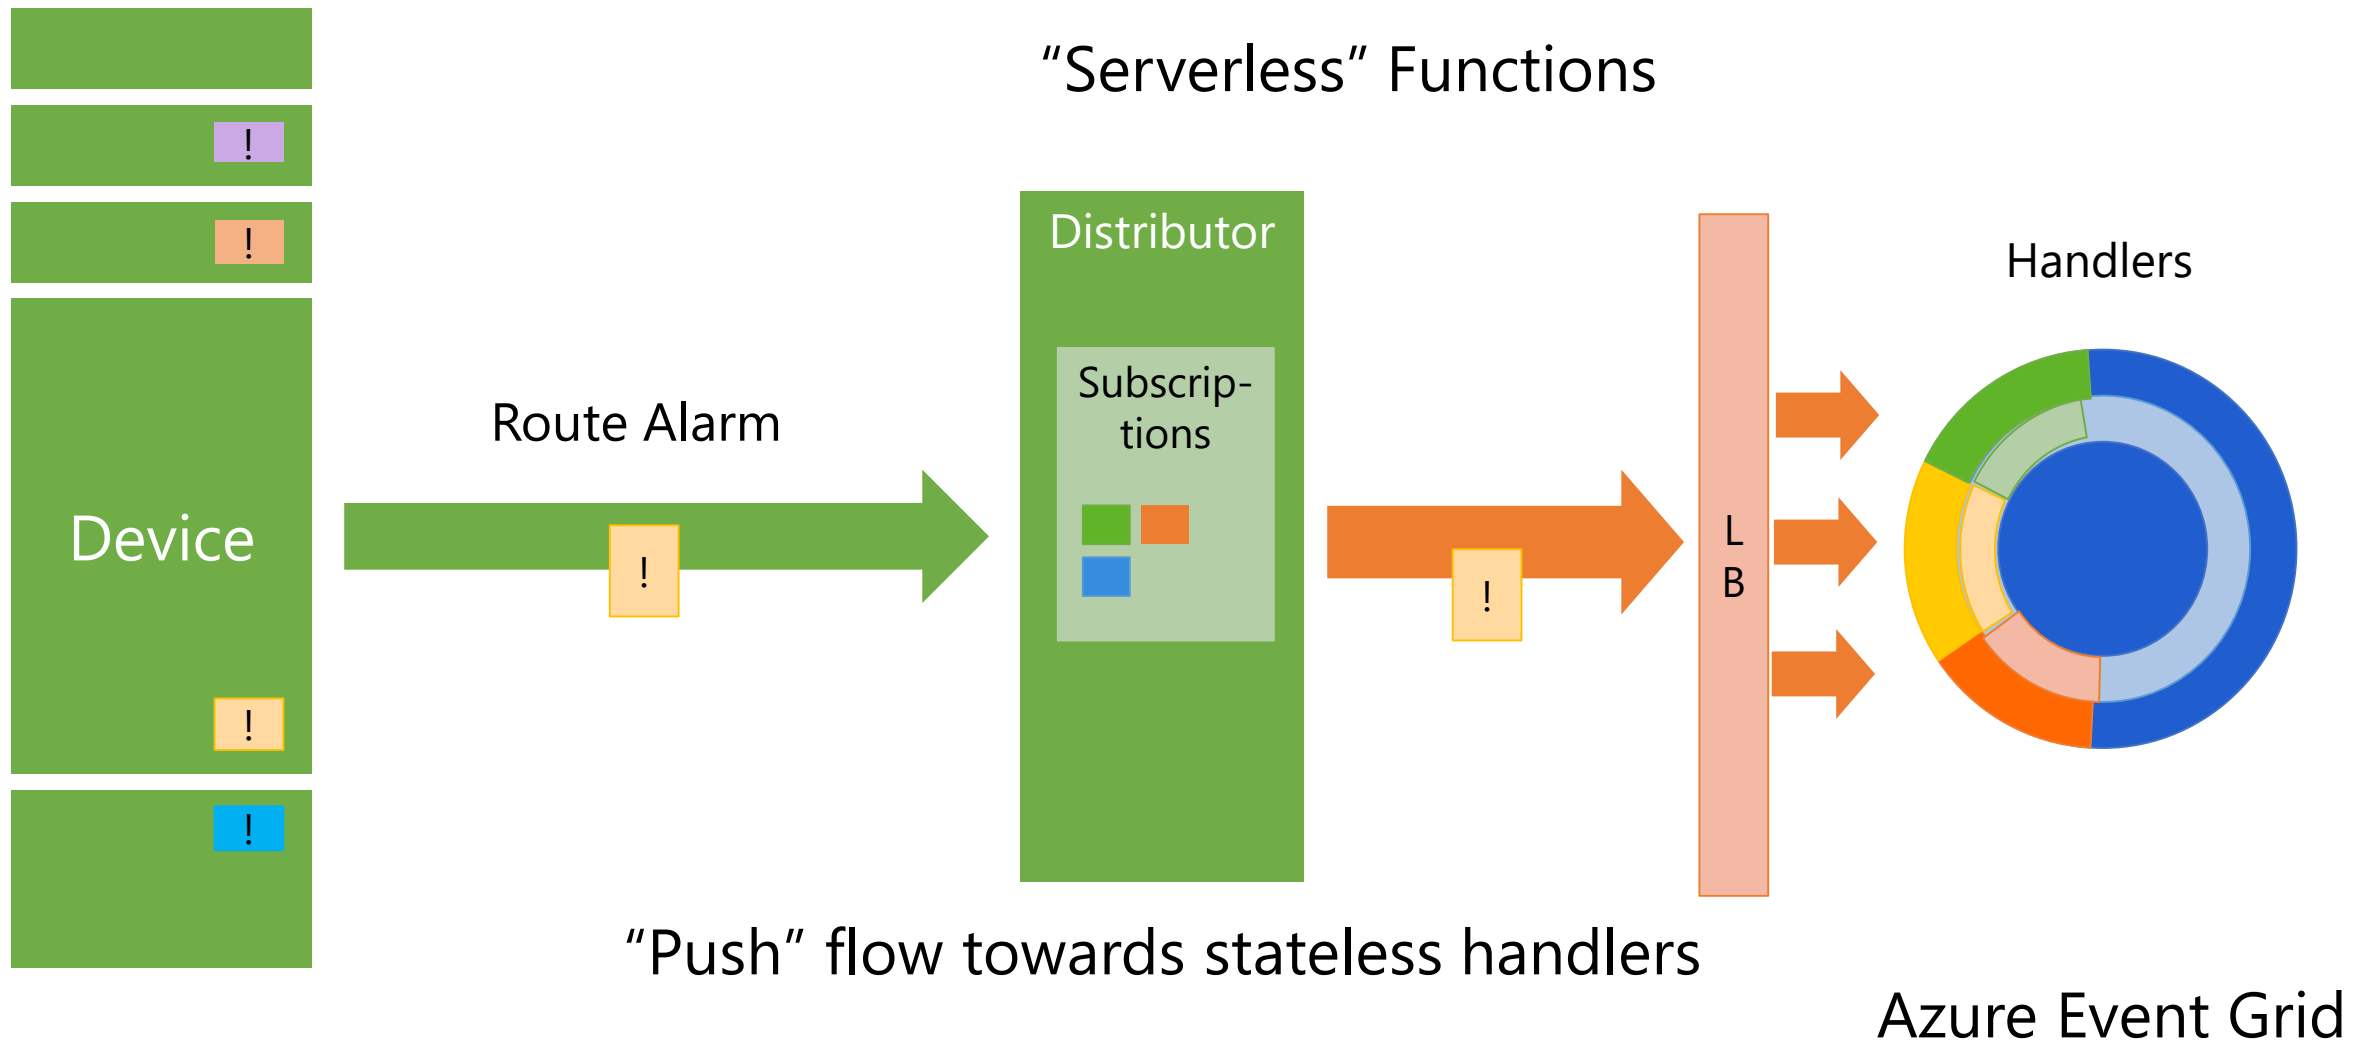 “Serverless” Functions
!
!
Distributor
Handlers
Subscrip-
tions
Route Alarm
Device
!
!
L
B
!
!
“Push” flow towards stateless handlers
Azure Event Grid